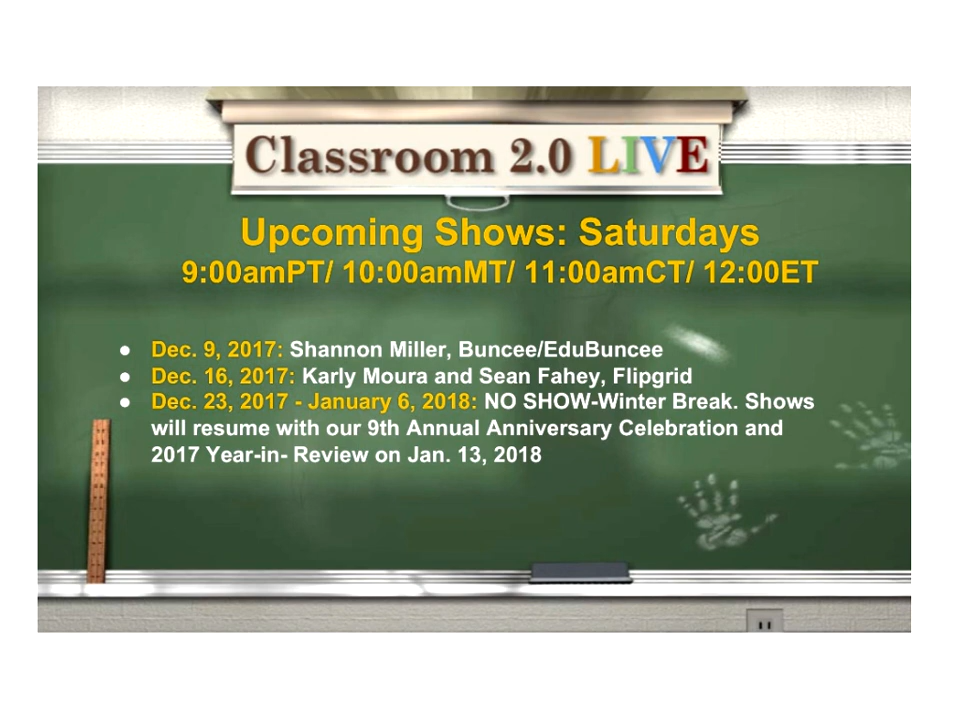 Classroom 2.0 LIVE
Upcoming Shows: Saturdays
9:00amPT/ 10:00amMT/ 11:00amCT/ 12:00ET
● Dec. 9, 2017: Shannon Miller, Buncee/EduBuncee
● Dec. 16, 2017: Karly Moura and Sean Fahey, Flipgrid
● Dec. 23, 2017 - January 6, 2018: NO SHOW-Winter Break. Shows
will resume with our 9th Annual Anniversary Celebration and
2017 Year-in- Review on Jan. 13, 2018